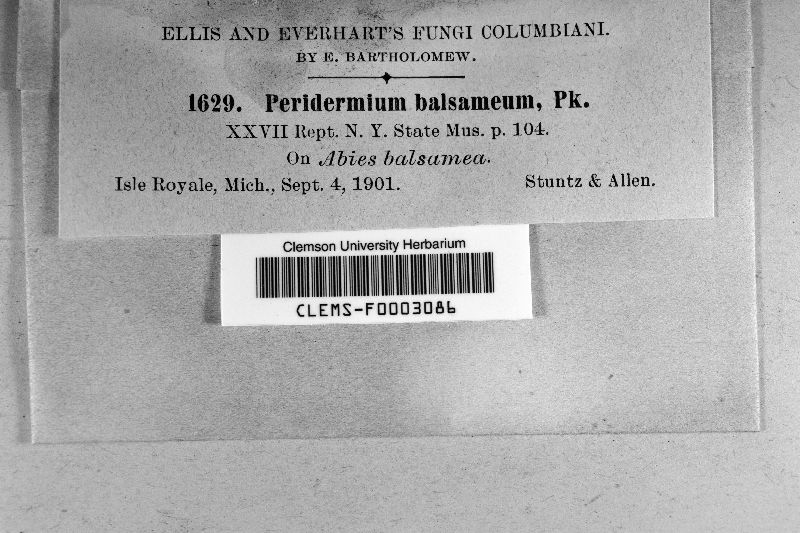 ELLIS AND EVERHART'S FUNGI COLUMBIANI.
BY E. BARTHOLOMEW.
1629. Peridermium balsameum, Pk.
XXVII Rept. N. Y. State Mus. p. 104.
On Abies balsamea.
Isle Royale, Mich., Sept. 4, 1901. Stuntz & Allen.
Clemson University Herbarium
CLEMS-F0003086